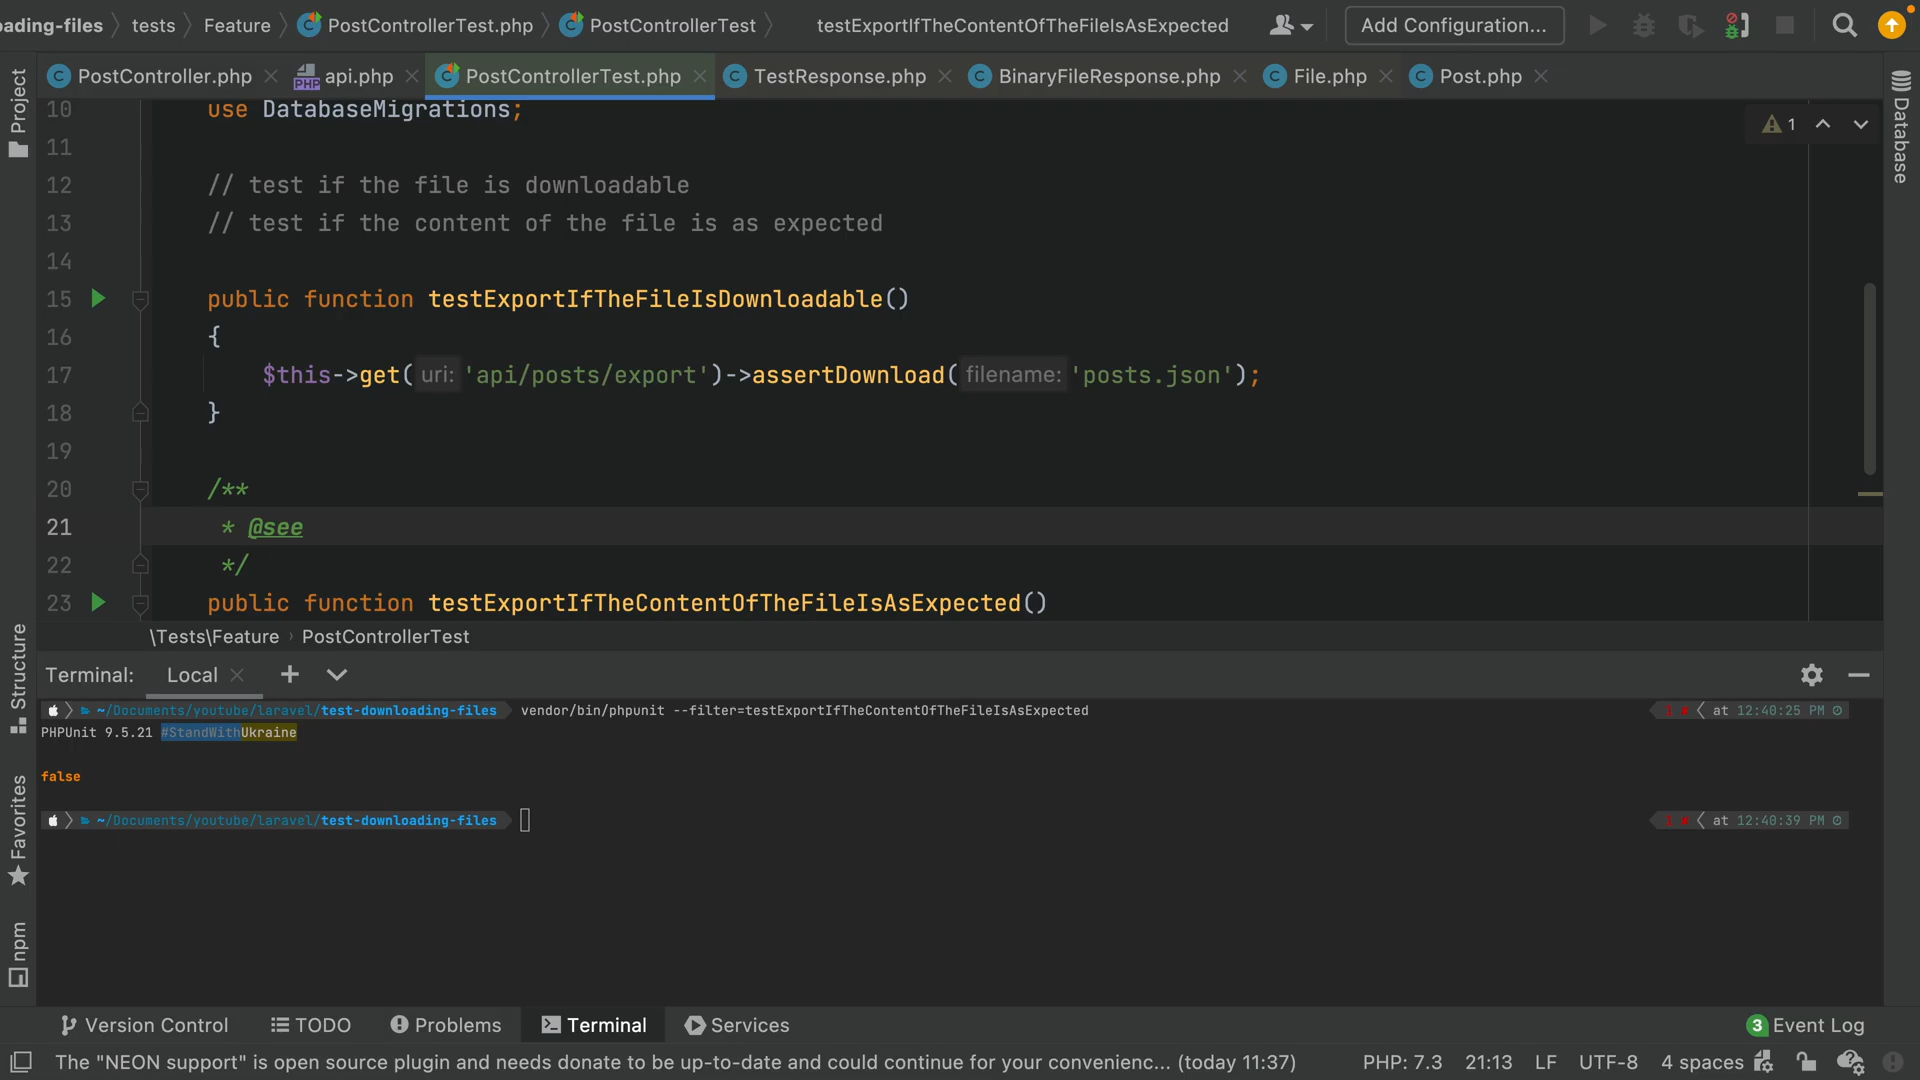 ading-files tests Feature PostControllerTest.php PostControllerTest testExportIfTheContentOfTheFileIsAsExpected Add Configuration...
PostController.php api.php PostControllerTest.php TestResponse.php BinaryFileResponse.php File.php Post.php
Project
Database
10 use DatabaseMigrations;
1
11
12 // test if the file is downloadable
13 // test if the content of the file is as expected
14
15 public function testExportIfTheFileIsDownloadable()
16 {
17 $this->get( uri: 'api/posts/export')->assertDownload( filename: 'posts.json');
18 }
19
20 /**
21 * @see
22 */
23 public function testExportIfTheContentOfTheFileIsAsExpected()
\Tests\Feature › PostControllerTest
Structure
Terminal: Local
~/Documents/youtube/laravel/test-downloading-files vendor/bin/phpunit --filter=testExportIfTheContentOfTheFileIsAsExpected at 12:40:25 PM
PHPUnit 9.5.21 #StandWithUkraine
false
~/Documents/youtube/laravel/test-downloading-files at 12:40:39 PM
Favorites
npm
Version Control TODO Problems Terminal Services 3 Event Log
The "NEON support" is open source plugin and needs donate to be up-to-date and could continue for your convenienc... (today 11:37) PHP: 7.3 21:13 LF UTF-8 4 spaces